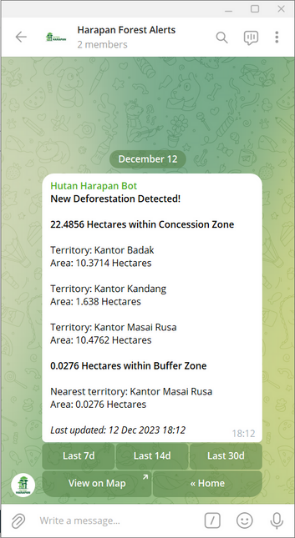 Harapan Forest Alerts
2 members
December 12
Hutan Harapan Bot
New Deforestation Detected!
22.4856 Hectares within Concession Zone
Territory: Kantor Badak
Area: 10.3714 Hectares
Territory: Kantor Kandang
Area: 1.638 Hectares
Territory: Kantor Masai Rusa
Area: 10.4762 Hectares
0.0276 Hectares within Buffer Zone
Nearest territory: Kantor Masai Rusa
Area: 0.0276 Hectares
Last updated: 12 Dec 2023 18:12
18:12
Last 7d Last 14d Last 30d
View on Map « Home
Write a message...